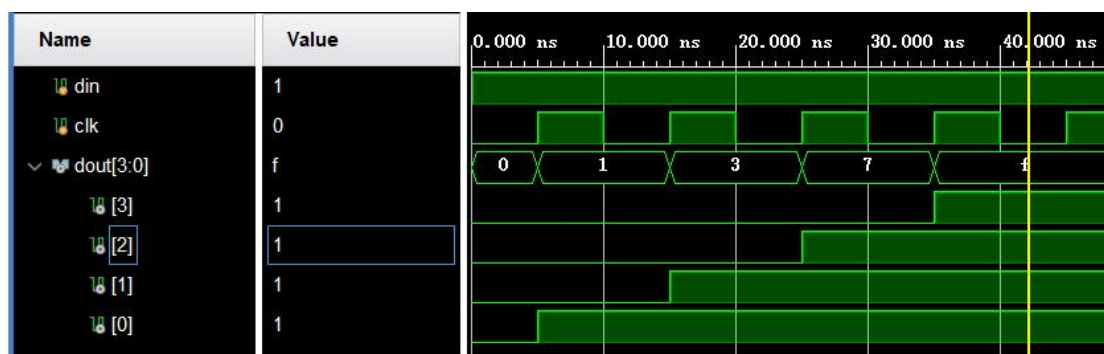 Name Value 0.000 ns 10.000 ns 20.000 ns 30.000 ns 40.000 ns
din 1
clk 0
dout[3:0] f 0 1 3 7 f
[3] 1
[2] 1
[1] 1
[0] 1